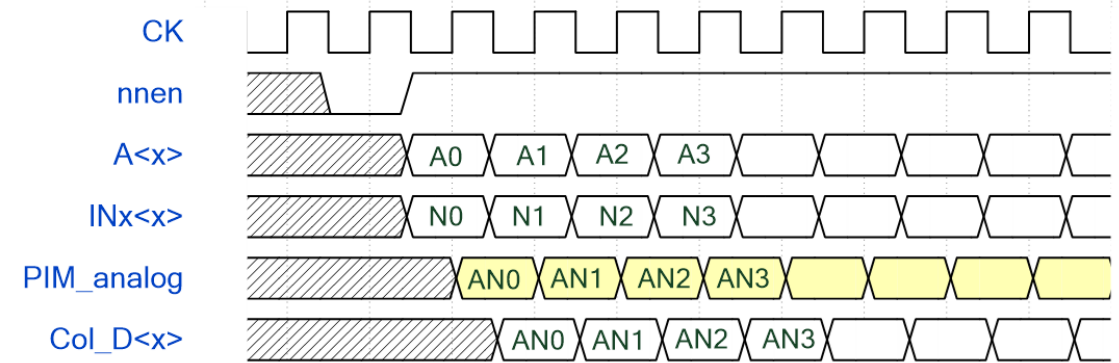 CK
nnen
A<x> A0 A1 A2 A3
INx<x> N0 N1 N2 N3
PIM_analog AN0 AN1 AN2 AN3
Col_D<x> AN0 AN1 AN2 AN3